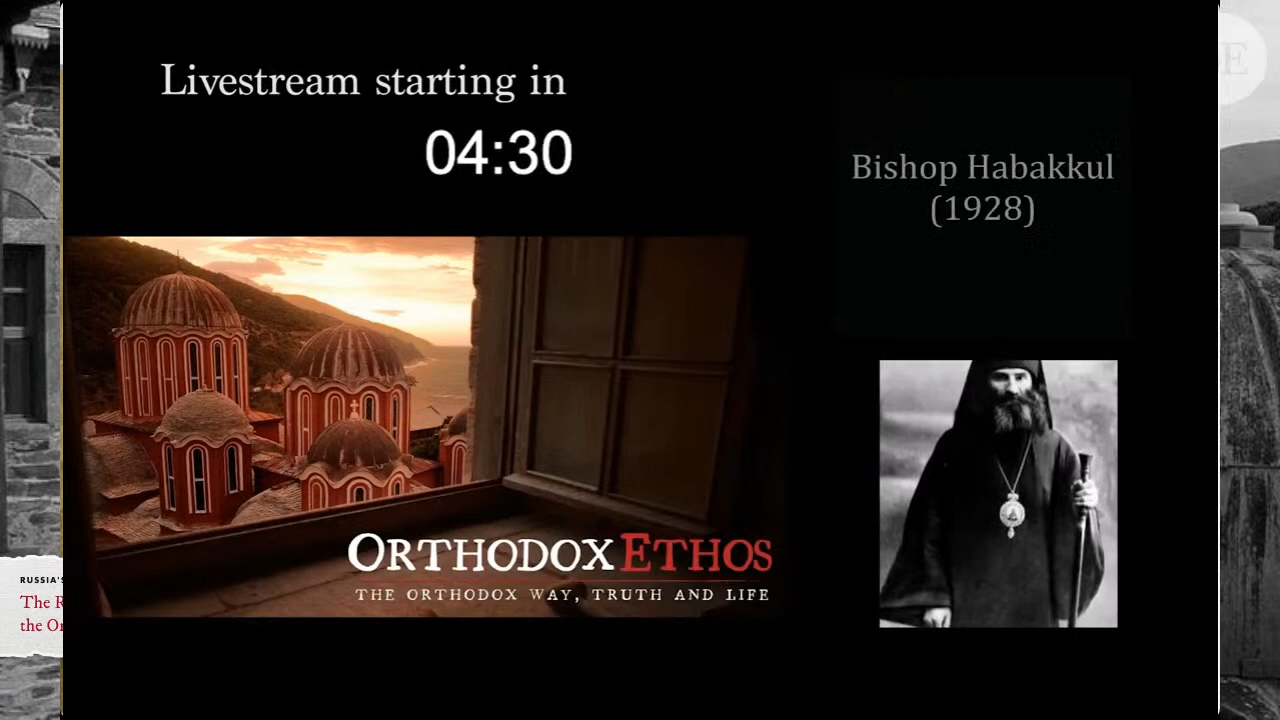 Livestream starting in
04:30
Bishop Habakkul
(1928)
ORTHODOX ETHOS
THE ORTHODOX WAY, TRUTH AND LIFE
RUSSIA'S
The R
the Or
E